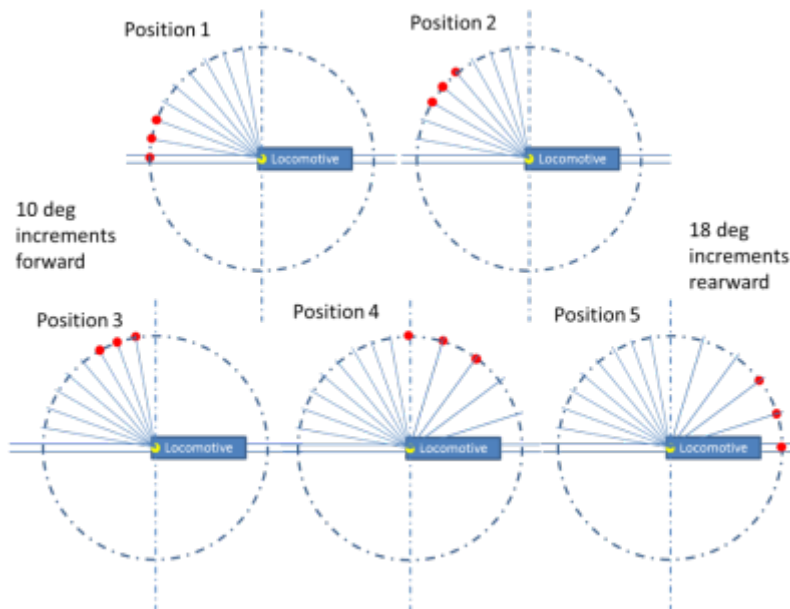 Position 1
Position 2
Locomotive
Locomotive
10 deg
increments
forward
18 deg
increments
rearward
Position 3
Position 4
Position 5
Locomotive
Locomotive
Locomotive